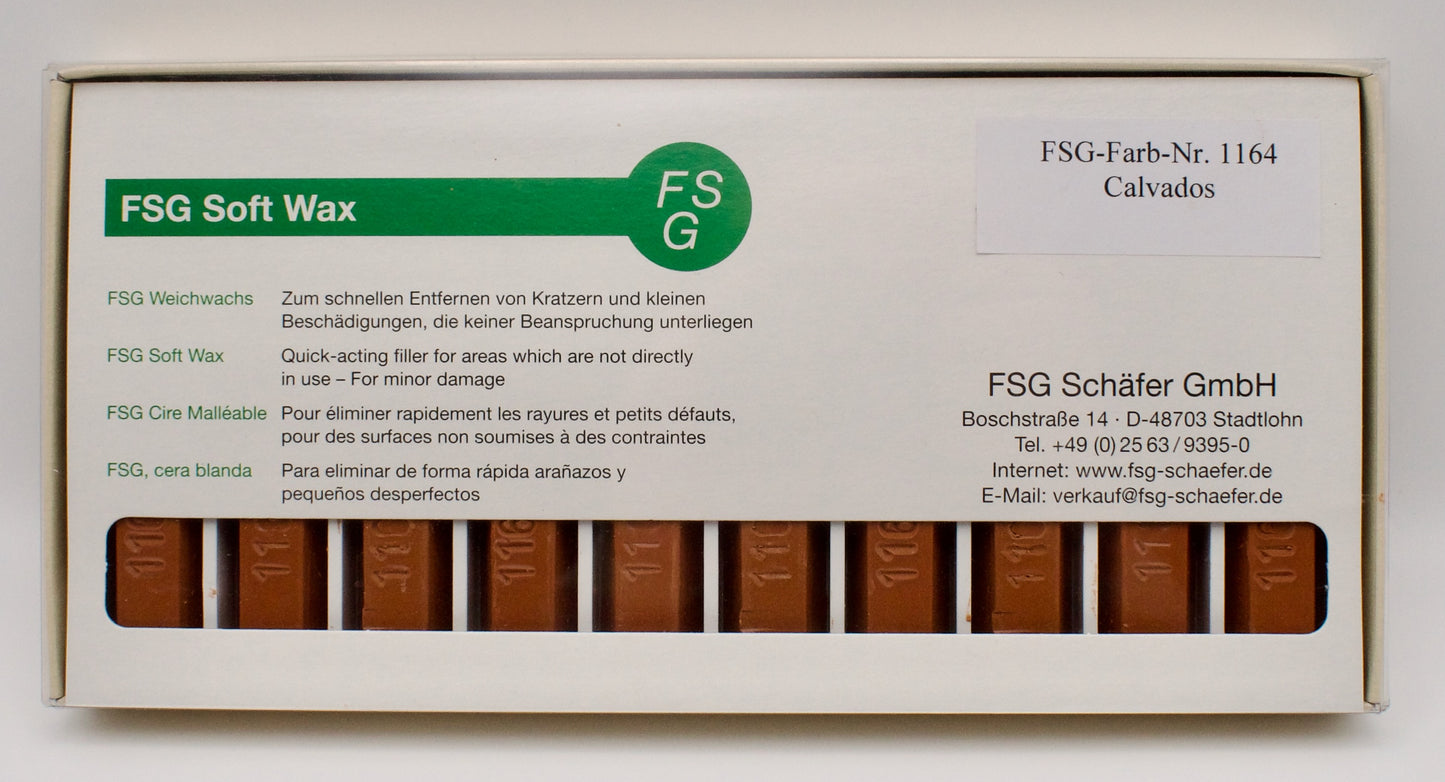 FSG-Farb-Nr. 1164
Calvados
FSG Soft Wax
FS
G
FSG Weichwachs Zum schnellen Entfernen von Kratzern und kleinen
Beschädigungen, die keiner Beanspruchung unterliegen
FSG Soft Wax Quick-acting filler for areas which are not directly
in use – For minor damage
FSG Cire Malléable Pour éliminer rapidement les rayures et petits défauts,
pour des surfaces non soumises à des contraintes
FSG, cera blanda Para eliminar de forma rápida arañazos y
pequeños desperfectos
FSG Schäfer GmbH
Boschstraße 14 · D-48703 Stadtlohn
Tel. +49 (0) 25 63 / 9395-0
Internet: www.fsg-schaefer.de
E-Mail: verkauf@fsg-schaefer.de